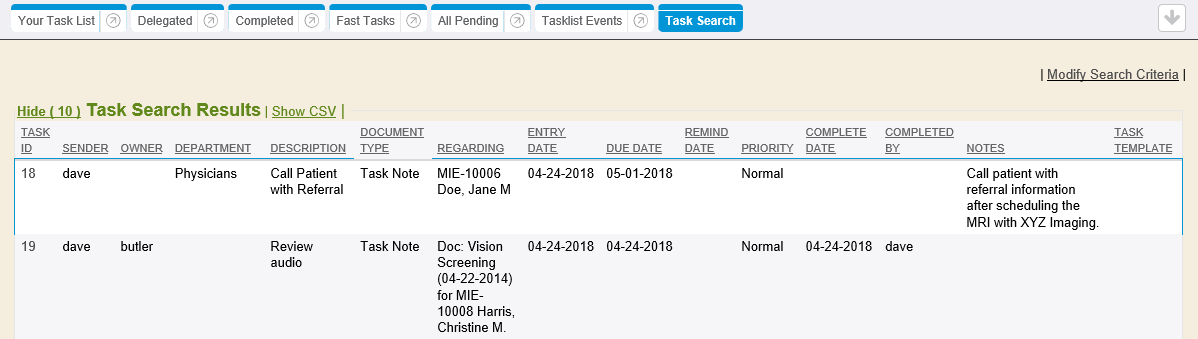 Your Task List Delegated Completed Fast Tasks All Pending Tasklist Events Task Search
| Modify Search Criteria |
Hide ( 10 ) Task Search Results | Show CSV |
TASK ID SENDER OWNER DEPARTMENT DESCRIPTION DOCUMENT TYPE REGARDING ENTRY DATE DUE DATE REMIND DATE PRIORITY COMPLETE DATE COMPLETED BY NOTES TASK TEMPLATE
18 dave Physicians Call Patient Task Note MIE-10006 04-24-2018 05-01-2018 Normal Call patient with
with Referral Doe, Jane M referral information
after scheduling the
MRI with XYZ Imaging.
19 dave butler Review Task Note Doc: Vision 04-24-2018 04-24-2018 Normal 04-24-2018 dave
audio Screening
(04-22-2014)
for MIE-
10008 Harris,
Christine M.